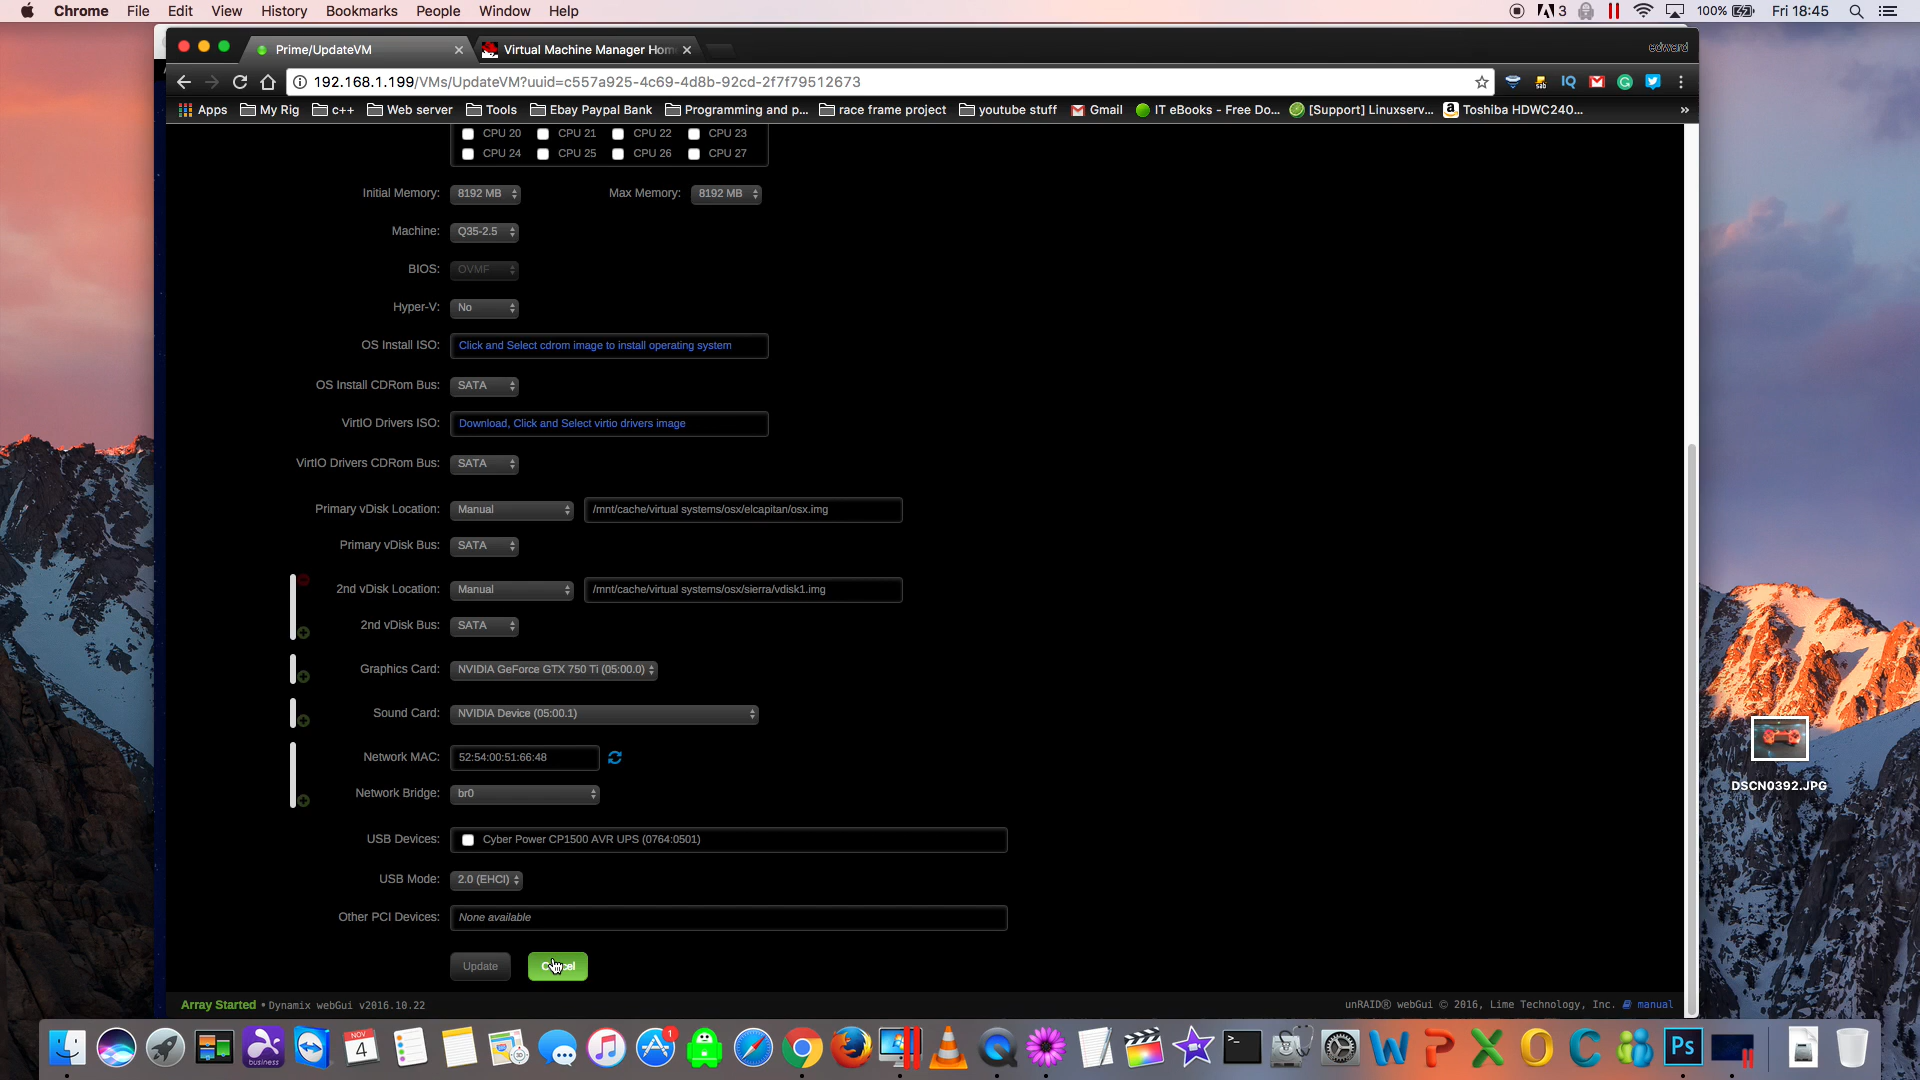 Chrome File Edit View History Bookmarks People Window Help
3 100% Fri 18:45
Prime/UpdateVM
Virtual Machine Manager Hom
edward
192.168.1.199/VMs/UpdateVM?uuid=c557a925-4c69-4d8b-92cd-2f7f79512673
Apps My Rig c++ Web server Tools Ebay Paypal Bank Programming and p... race frame project youtube stuff Gmail IT eBooks - Free Do... [Support] Linuxserv... Toshiba HDWC240... »
CPU 20 CPU 21 CPU 22 CPU 23
CPU 24 CPU 25 CPU 26 CPU 27
Initial Memory: 8192 MB Max Memory: 8192 MB
Machine: Q35-2.5
BIOS: OVMF
Hyper-V: No
OS Install ISO: Click and Select cdrom image to install operating system
OS Install CDRom Bus: SATA
VirtIO Drivers ISO: Download, Click and Select virtio drivers image
VirtIO Drivers CDRom Bus: SATA
Primary vDisk Location: Manual /mnt/cache/virtual systems/osx/elcapitan/osx.img
Primary vDisk Bus: SATA
2nd vDisk Location: Manual /mnt/cache/virtual systems/osx/sierra/vdisk1.img
2nd vDisk Bus: SATA
Graphics Card: NVIDIA GeForce GTX 750 Ti (05:00.0)
Sound Card: NVIDIA Device (05:00.1)
Network MAC: 52:54:00:51:66:48
Network Bridge: br0
USB Devices: Cyber Power CP1500 AVR UPS (0764:0501)
USB Mode: 2.0 (EHCI)
Other PCI Devices: None available
Update Cancel
Array Started • Dynamix webGui v2016.10.22
unRAID® webGui © 2016, Lime Technology, Inc. manual
DSCN0392.JPG
business
NOV
4
1
Ps